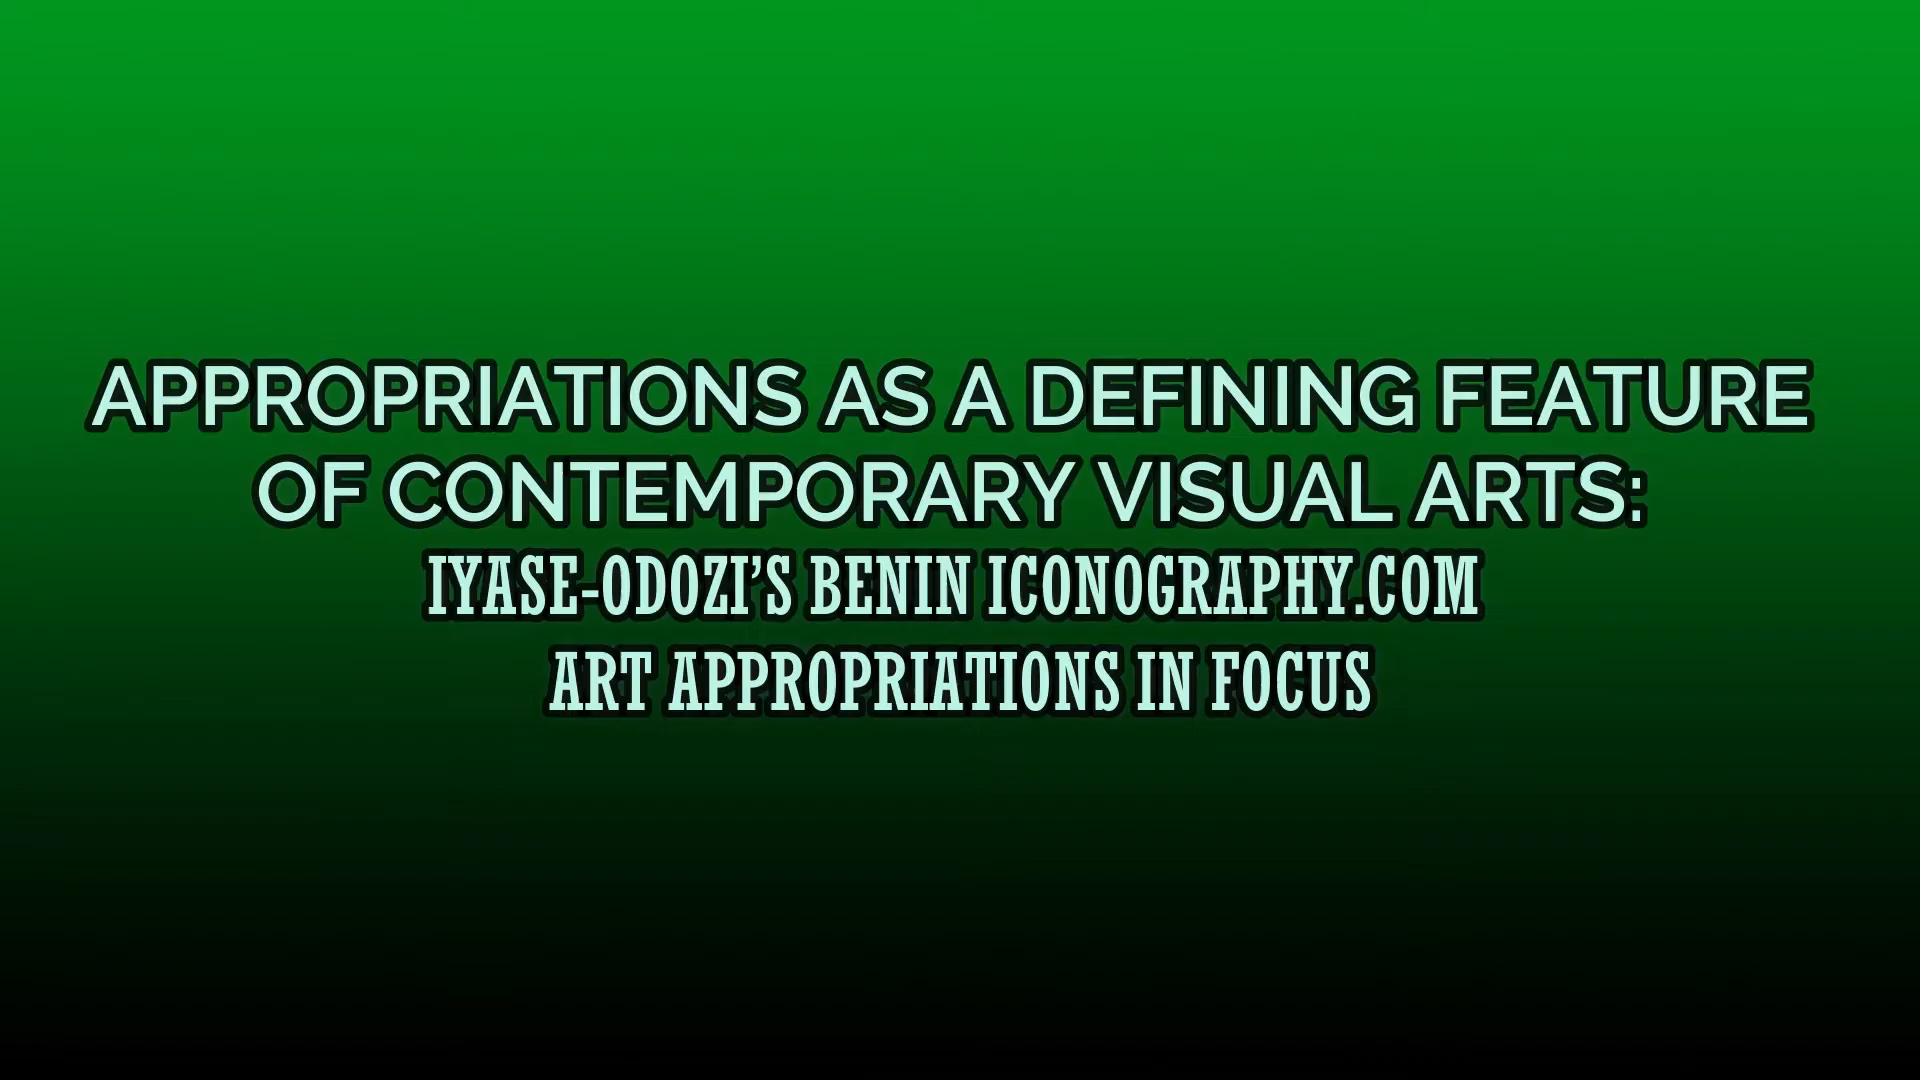 APPROPRIATIONS AS A DEFINING FEATURE
OF CONTEMPORARY VISUAL ARTS:
IYASE-ODOZI’S BENIN ICONOGRAPHY.COM
ART APPROPRIATIONS IN FOCUS